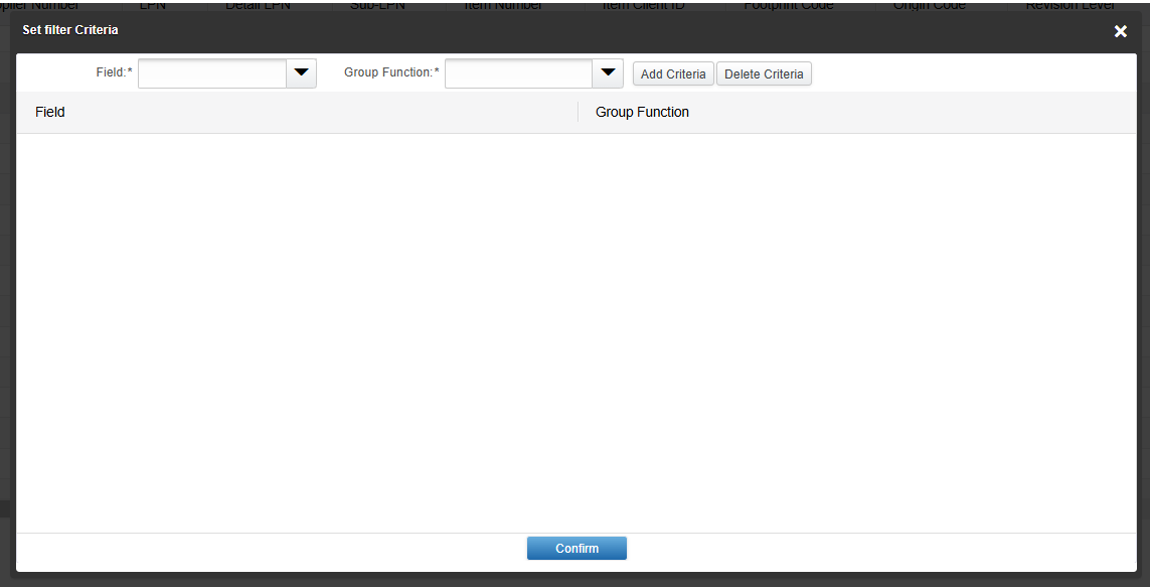 pplier Number LPN Detail LPN Sub-LPN Item Number Item Client ID Footprint Code Origin Code Revision Level
Set filter Criteria
Field:* Group Function:* Add Criteria Delete Criteria
Field Group Function
Confirm